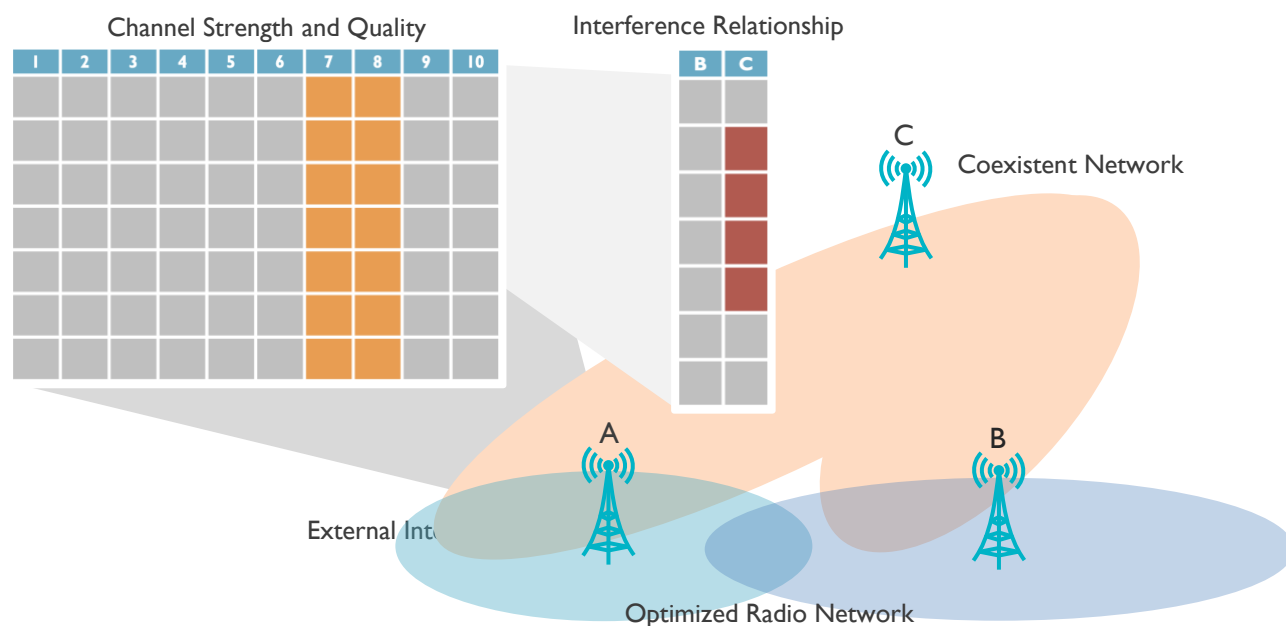 Channel Strength and Quality
Interference Relationship
1 2 3 4 5 6 7 8 9 10
B C
C
Coexistent Network
A
B
External
Optimized Radio Network